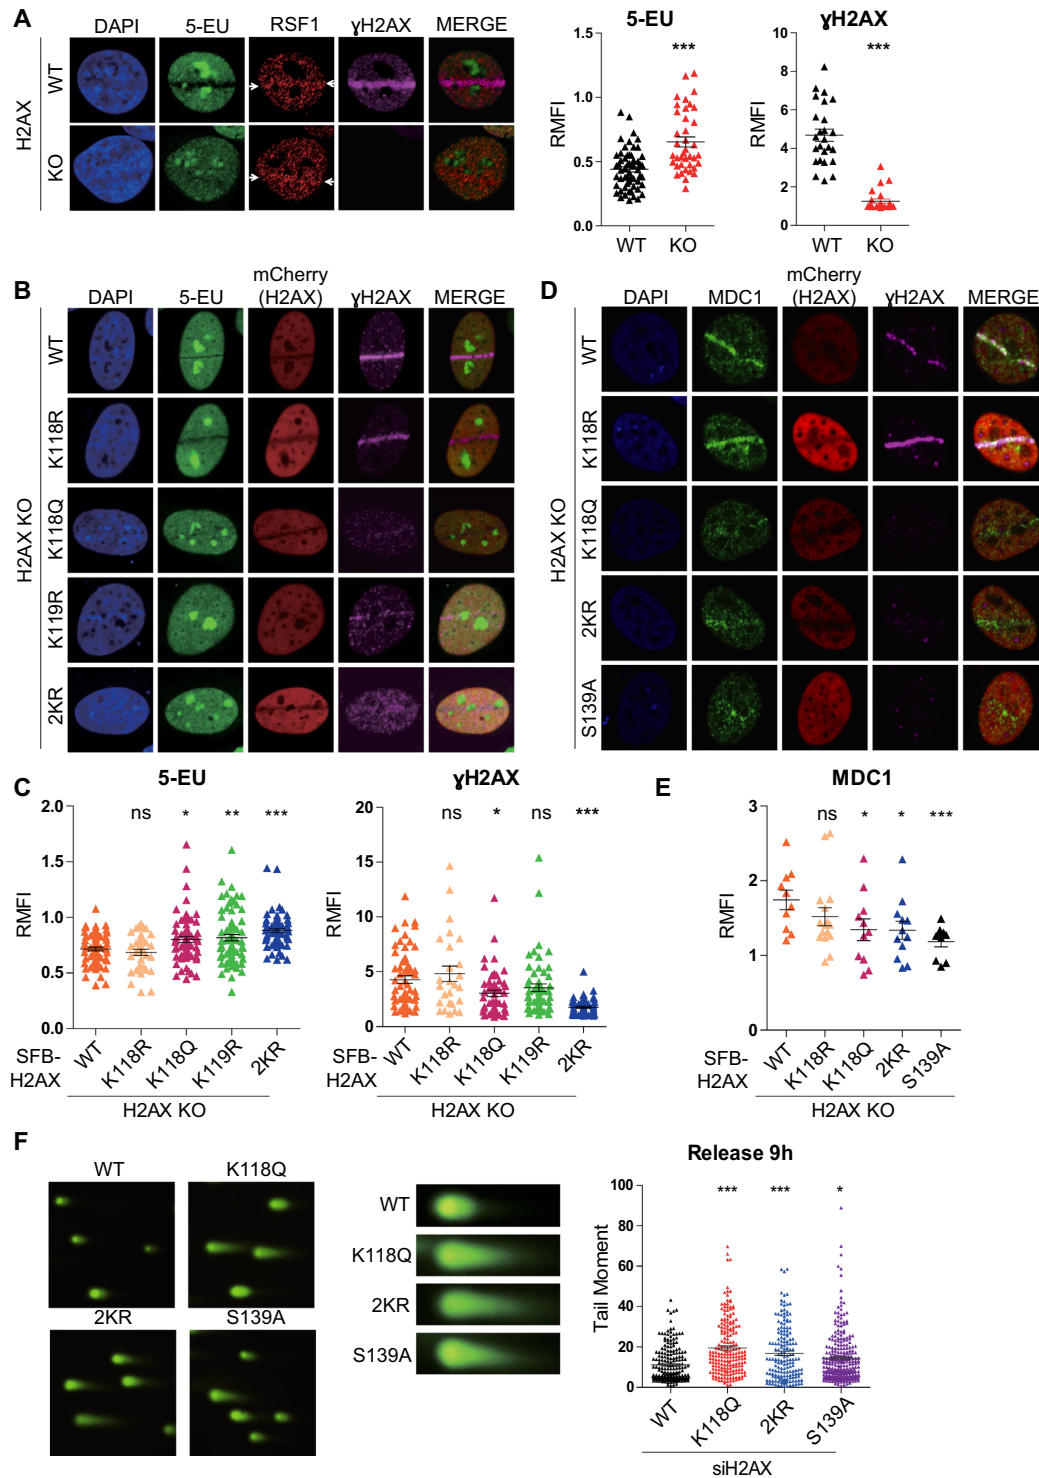 A
DAPI 5-EU RSF1 ɣH2AX MERGE
H2AX
WT
KO
5-EU
RMFI
1.5
1.0
0.5
0.0
***
WT KO
ɣH2AX
RMFI
10
8
6
4
2
0
***
WT KO
B
DAPI 5-EU mCherry (H2AX) ɣH2AX MERGE
H2AX KO
WT
K118R
K118Q
K119R
2KR
D
DAPI MDC1 mCherry (H2AX) ɣH2AX MERGE
H2AX KO
WT
K118R
K118Q
2KR
S139A
C
5-EU
RMFI
2.0
1.5
1.0
0.5
0.0
ns * ** ***
SFB-
H2AX
WT K118R K118Q K119R 2KR
H2AX KO
ɣH2AX
RMFI
20
15
10
5
0
ns * ns ***
SFB-
H2AX
WT K118R K118Q K119R 2KR
H2AX KO
E
MDC1
RMFI
3
2
1
0
ns * * ***
SFB-
H2AX
WT K118R K118Q 2KR S139A
H2AX KO
F
WT K118Q
2KR S139A
WT
K118Q
2KR
S139A
Release 9h
Tail Moment
100
80
60
40
20
0
*** *** *
WT K118Q 2KR S139A
siH2AX